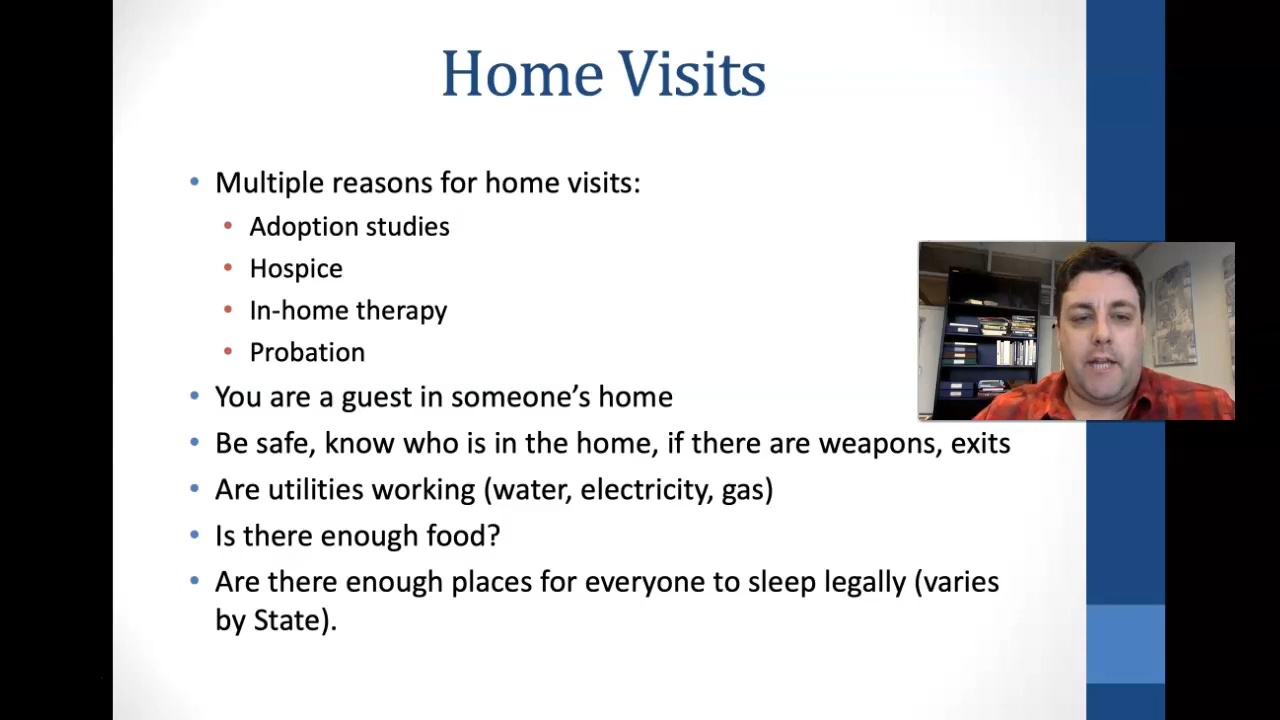 Home Visits
• Multiple reasons for home visits:
• Adoption studies
• Hospice
• In-home therapy
• Probation
• You are a guest in someone’s home
• Be safe, know who is in the home, if there are weapons, exits
• Are utilities working (water, electricity, gas)
• Is there enough food?
• Are there enough places for everyone to sleep legally (varies
by State).